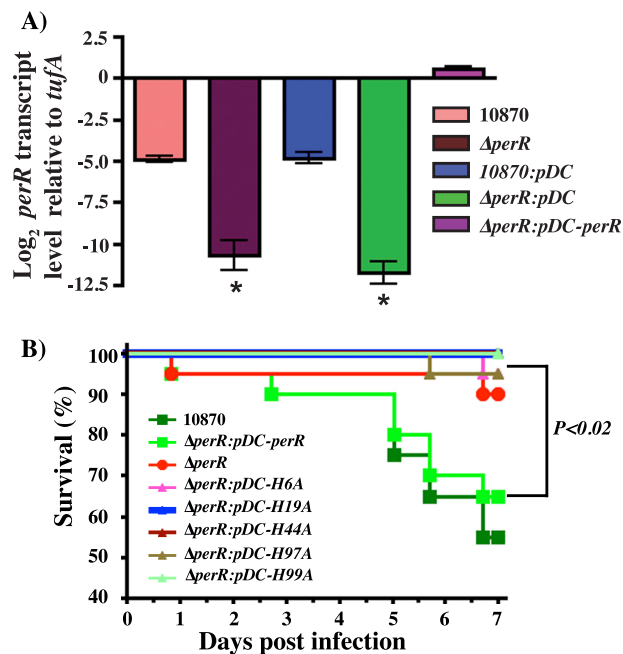 A)
Log2 perR transcript
level relative to tufA
2.5
0
-2.5
-5.0
-7.5
-10
-12.5
*
*
10870
ΔperR
10870:pDC
ΔperR:pDC
ΔperR:pDC-perR
B)
Survival (%)
100
90
80
70
60
50
40
10870
ΔperR:pDC-perR
ΔperR
ΔperR:pDC-H6A
ΔperR:pDC-H19A
ΔperR:pDC-H44A
ΔperR:pDC-H97A
ΔperR:pDC-H99A
P<0.02
0 1 2 3 4 5 6 7
Days post infection